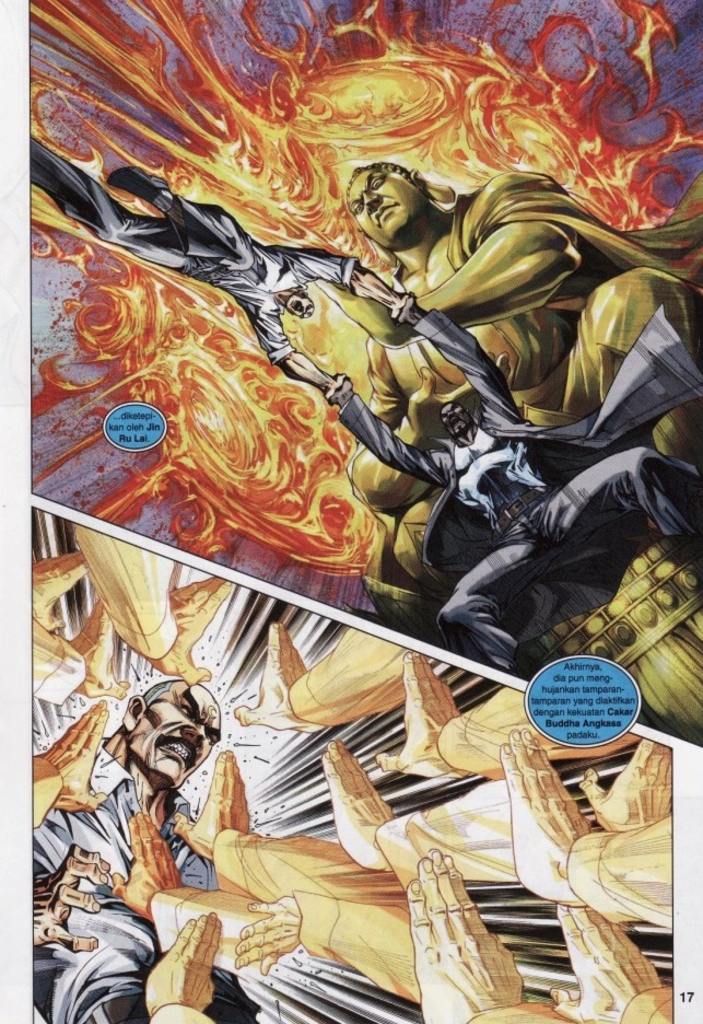 ...diketepi-
kan oleh Jin
Ru Lai.
Akhirnya,
dia pun meng-
hujankan tamparan-
tamparan yang diaktifkan
dengan kekuatan Cakar
Buddha Angkasa
padaku.
17